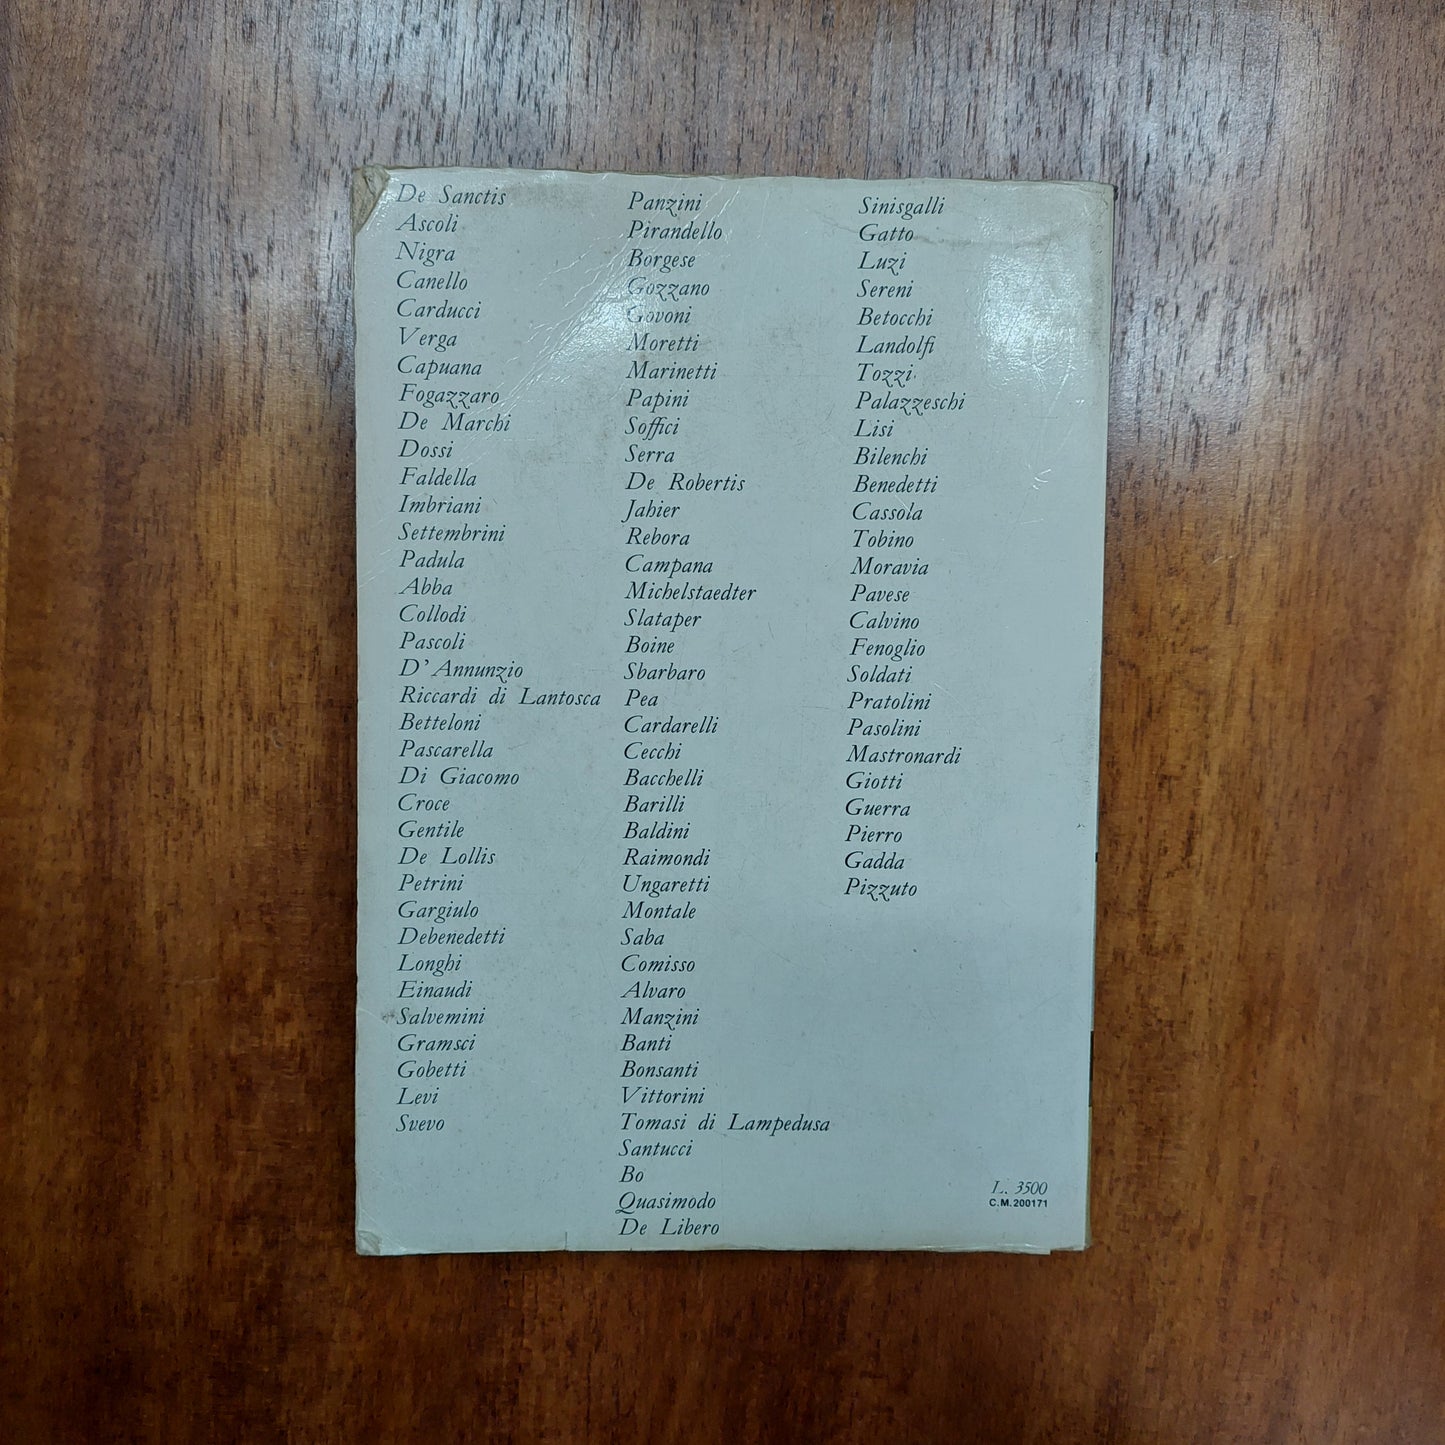 De Sanctis
Ascoli
Nigra
Canello
Carducci
Verga
Capuana
Fogazzaro
De Marchi
Dossi
Faldella
Imbriani
Settembrini
Padula
Abba
Collodi
Pascoli
D'Annunzio
Riccardi di Lantosca
Betteloni
Pascarella
Di Giacomo
Croce
Gentile
De Lollis
Petrini
Gargiulo
Debenedetti
Longhi
Einaudi
Salvemini
Gramsci
Gobetti
Levi
Svevo
Panzini
Pirandello
Borgese
Gozzano
Govoni
Moretti
Marinetti
Papini
Soffici
Serra
De Robertis
Jahier
Rebora
Campana
Michelstaedter
Slataper
Boine
Sbarbaro
Pea
Cardarelli
Cecchi
Bacchelli
Barilli
Baldini
Raimondi
Ungaretti
Montale
Saba
Comisso
Alvaro
Manzini
Banti
Bonsanti
Vittorini
Tomasi di Lampedusa
Santucci
Bo
Quasimodo
De Libero
Sinisgalli
Gatto
Luzi
Sereni
Betocchi
Landolfi
Tozzi
Palazzeschi
Lisi
Bilenchi
Benedetti
Cassola
Tobino
Moravia
Pavese
Calvino
Fenoglio
Soldati
Pratolini
Pasolini
Mastronardi
Giotti
Guerra
Pierro
Gadda
Pizzuto
L. 3500
C.M. 200171